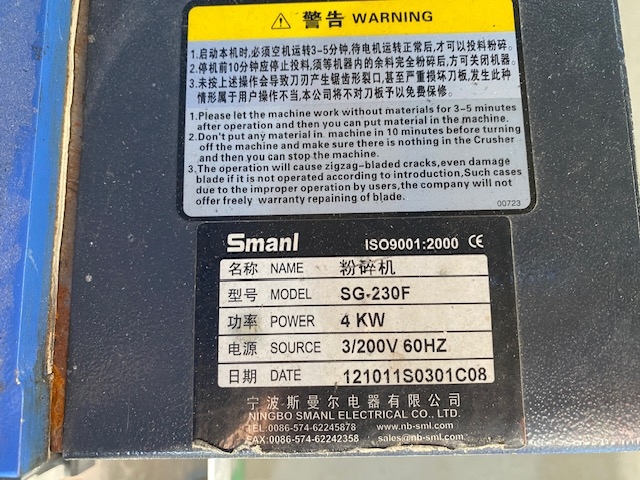 警告 WARNING
1.启动本机时,必须空机运转3-5分钟,待电机运转正常后,才可以投料粉碎。
2.停机前10分钟应停止投料,须等机器内的余料完全粉碎后,方可关闭机器。
3.未按上述操作会导致刀刃产生锯齿形裂口,甚至严重损坏刀板,发生此种
情形属于用户操作不当,本公司将不对刀板予以免费保修。
1.Please let the machine work without materials for 3-5 minutes
after operation and then you can put material in the machine.
2.Don't put any material in machine in 10 minutes before turning
off the machine and make sure there is nothing in the Crusher
and then you can stop the machine.
3.The operation will cause zigzag-bladed cracks,even damage
blade if it is not operated according to introduction,Such cases
due to the improper operation by users,the company will not
offer freely warranty repaining of blade.
00723
Smanl ISO9001:2000 CE
名称 NAME 粉碎机
型号 MODEL SG-230F
功率 POWER 4 KW
电源 SOURCE 3/200V 60HZ
日期 DATE 121011S0301C08
宁波斯曼尔电器有限公司
NINGBO SMANL ELECTRICAL CO., LTD.
TEL:0086-574-62245878 www.nb-sml.com
FAX:0086-574-62242358 sales@nb-sml.com